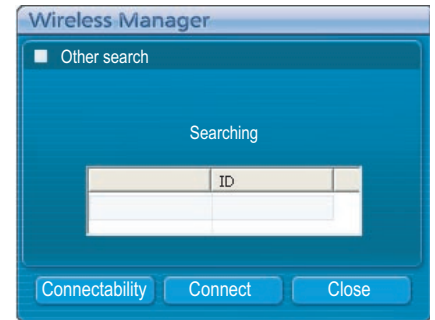 Wireless Manager
Other search
Searching
ID
Connectability Connect Close